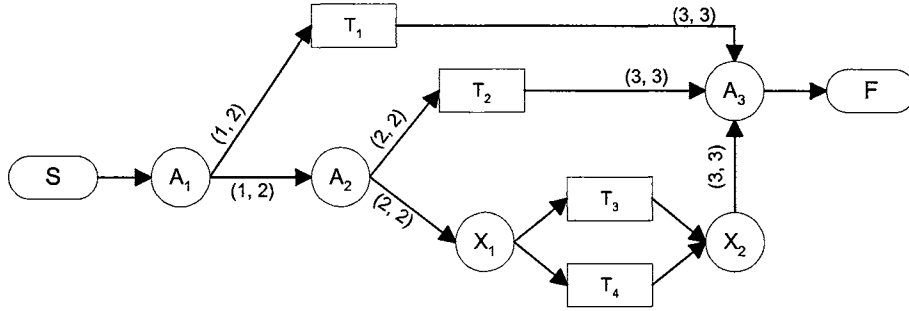 T₁
(3, 3)
(1, 2)
T₂
(3, 3)
A₃
F
(2, 2)
S
A₁
(1, 2)
A₂
(2, 2)
(3, 3)
T₃
X₁
X₂
T₄